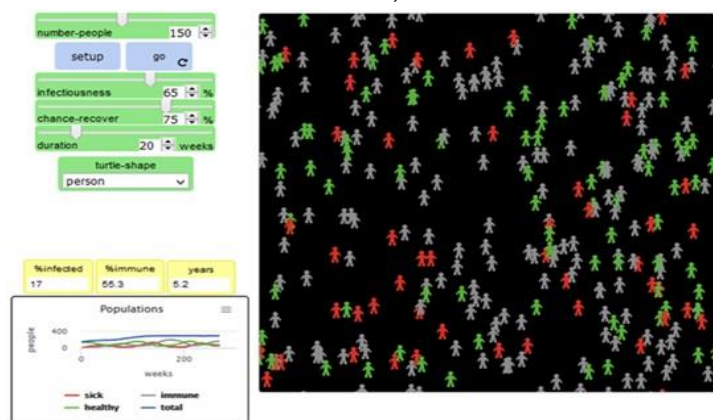 number-people 150
setup go
infectiousness 65 %
chance-recover 75 %
duration 20 weeks
turtle-shape
person
%infected %immune years
17 55.3 5.2
Populations
people
400
0
0 200
weeks
sick immune
healthy total